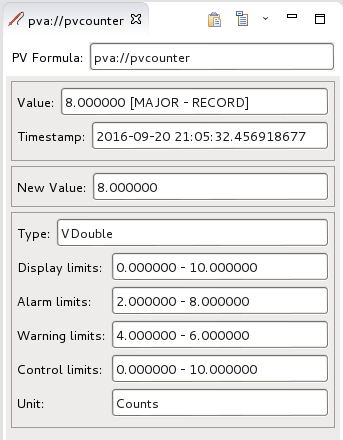 pva://pvcounter
PV Formula: pva://pvcounter
Value: 8.000000 [MAJOR - RECORD]
Timestamp: 2016-09-20 21:05:32.456918677
New Value: 8.000000
Type: VDouble
Display limits: 0.000000 - 10.000000
Alarm limits: 2.000000 - 8.000000
Warning limits: 4.000000 - 6.000000
Control limits: 0.000000 - 10.000000
Unit: Counts